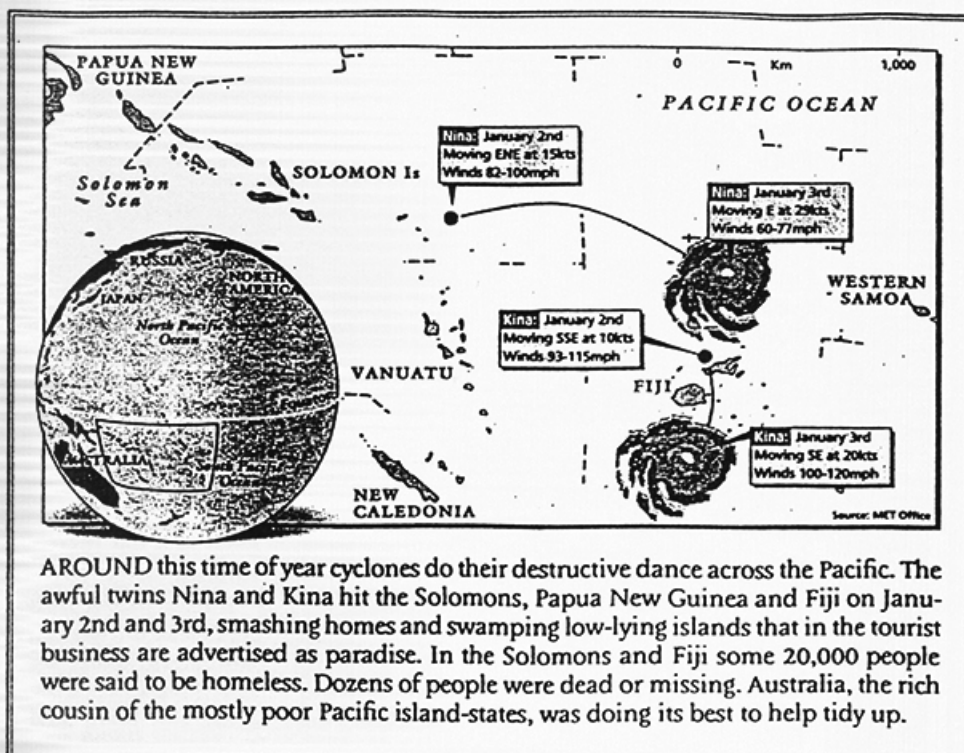 PAPUA NEW
GUINEA
0 Km 1,000
PACIFIC OCEAN
Nina: January 2nd
Moving ENE at 15kts
Winds 82-100mph
SOLOMON Is
Solomon
Sea
Nina: January 3rd
Moving E at 29kts
Winds 60-77mph
RUSSIA
NORTH
AMERICA
JAPAN
North Pacific
Ocean
WESTERN
SAMOA
Kina: January 2nd
Moving SSE at 10kts
Winds 93-115mph
VANUATU
FIJI
Kina: January 3rd
Moving SE at 20kts
Winds 100-120mph
AUSTRALIA
South Pacific
Ocean
NEW
CALEDONIA
Source: MET Office
AROUND this time of year cyclones do their destructive dance across the Pacific. The
awful twins Nina and Kina hit the Solomons, Papua New Guinea and Fiji on Janu-
ary 2nd and 3rd, smashing homes and swamping low-lying islands that in the tourist
business are advertised as paradise. In the Solomons and Fiji some 20,000 people
were said to be homeless. Dozens of people were dead or missing. Australia, the rich
cousin of the mostly poor Pacific island-states, was doing its best to help tidy up.